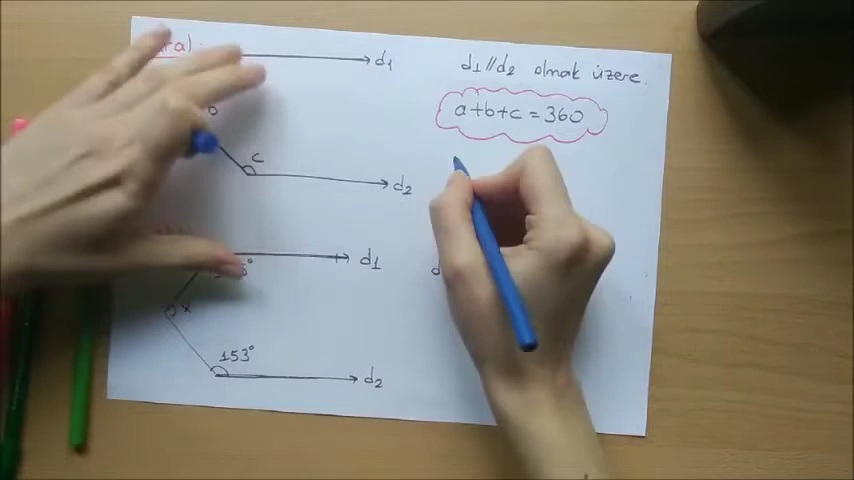 d1
d1//d2 olmak üzere
a+b+c=360
b
c
d2
d1
x
153°
d2